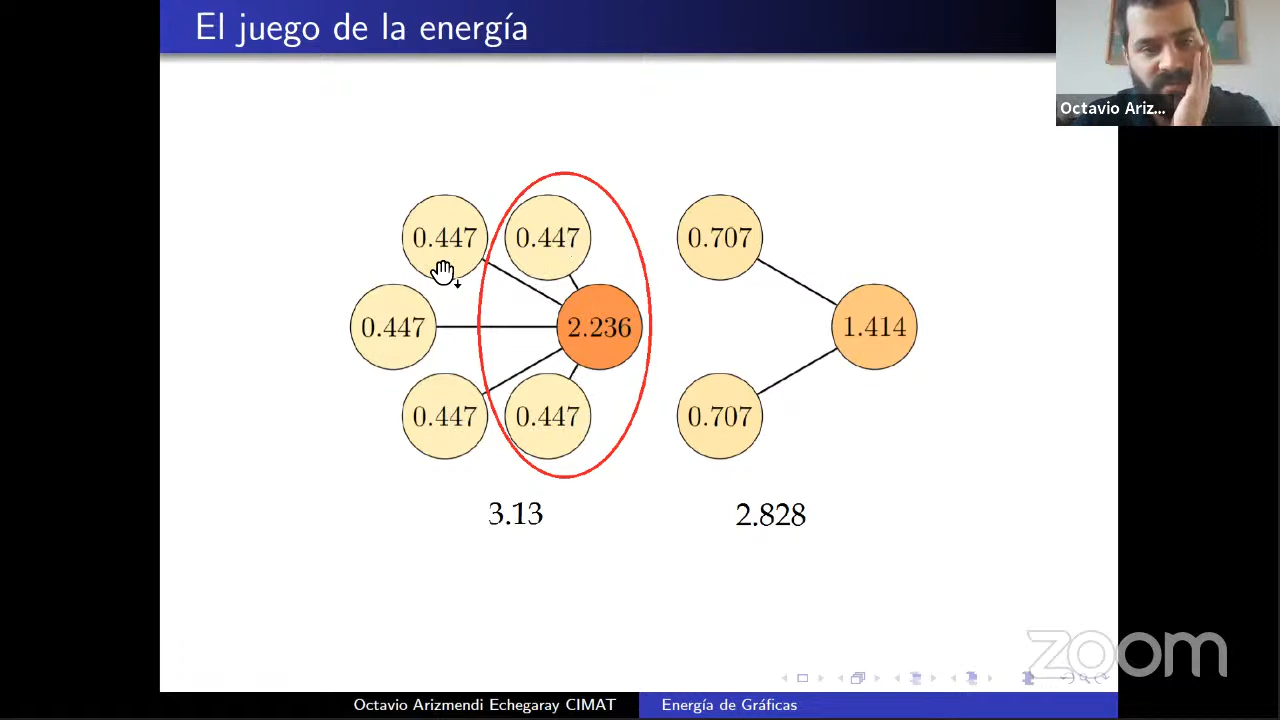 El juego de la energía
Octavio Ariz...
0.447 0.447 0.707
0.447 2.236 1.414
0.447 0.447 0.707
3.13 2.828
zoom
Octavio Arizmendi Echegaray CIMAT Energía de Gráficas